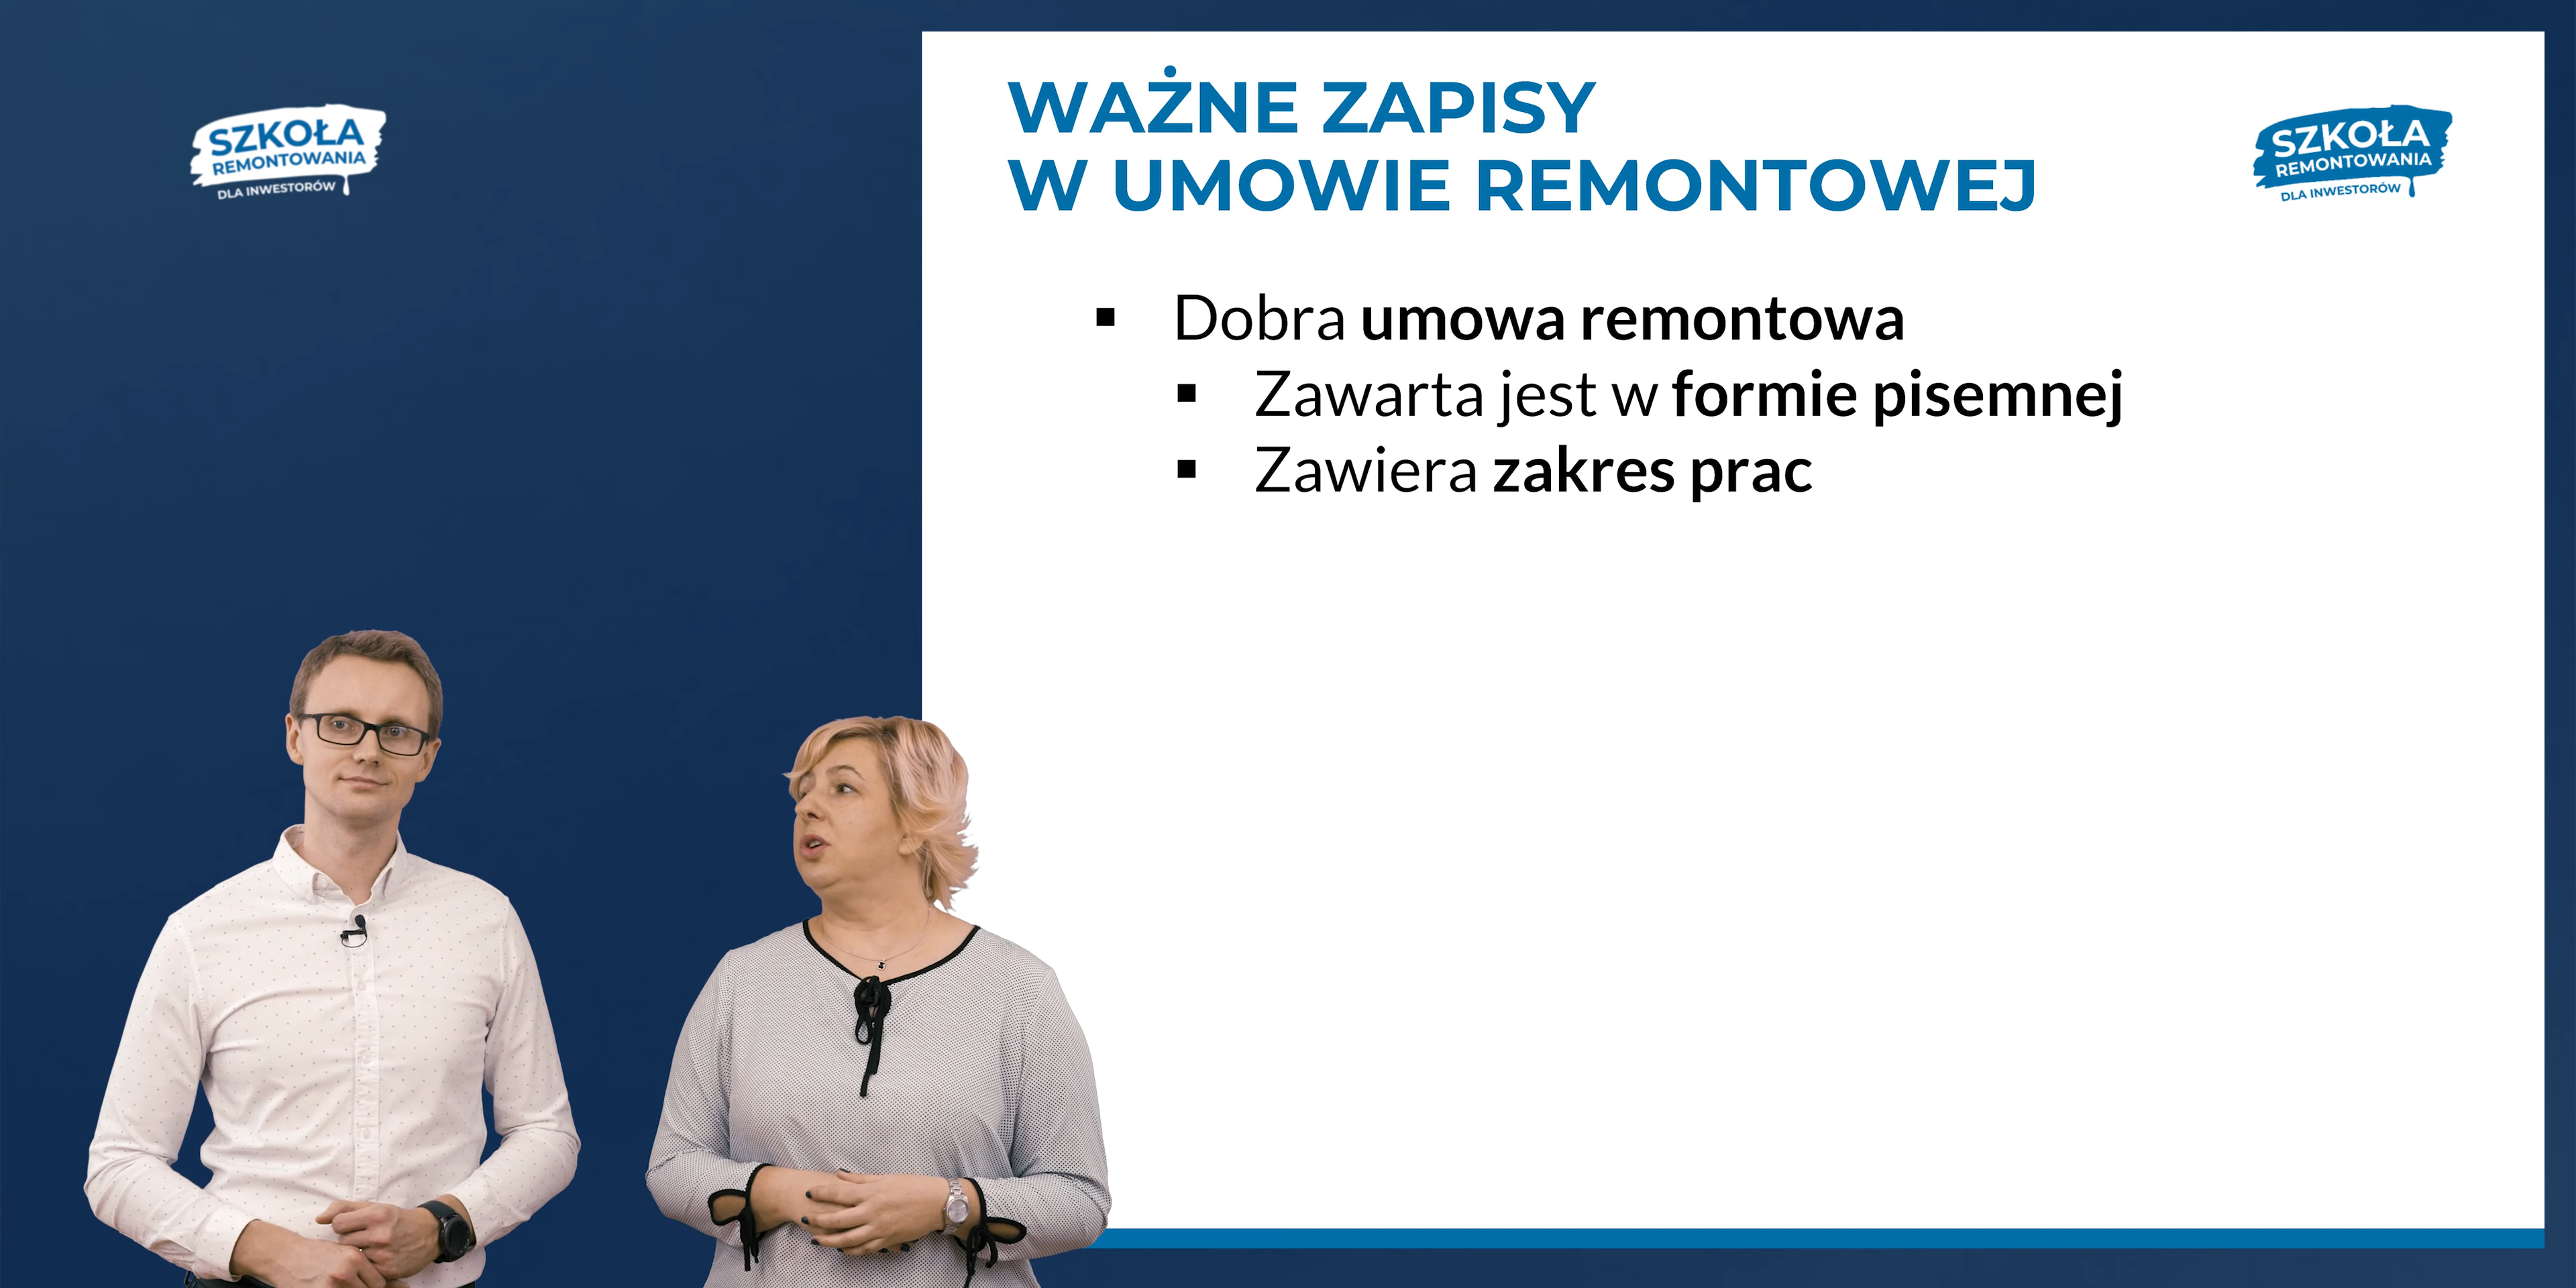 SZKOŁA
REMONTOWANIA
DLA INWESTORÓW
WAŻNE ZAPISY
W UMOWIE REMONTOWEJ
SZKOŁA
REMONTOWANIA
DLA INWESTORÓW
▪ Dobra umowa remontowa
▪ Zawarta jest w formie pisemnej
▪ Zawiera zakres prac